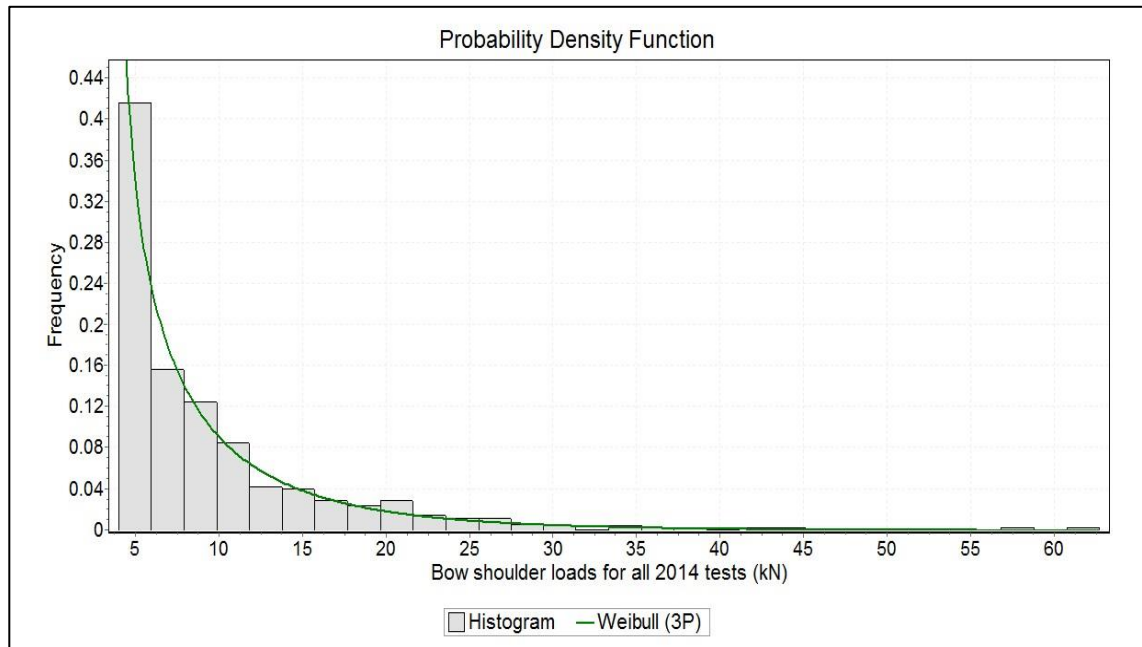 Probability Density Function
0.44
0.4
0.36
0.32
0.28
0.24
0.2
0.16
0.12
0.08
0.04
0
Frequency
5 10 15 20 25 30 35 40 45 50 55 60
Bow shoulder loads for all 2014 tests (kN)
Histogram Weibull (3P)